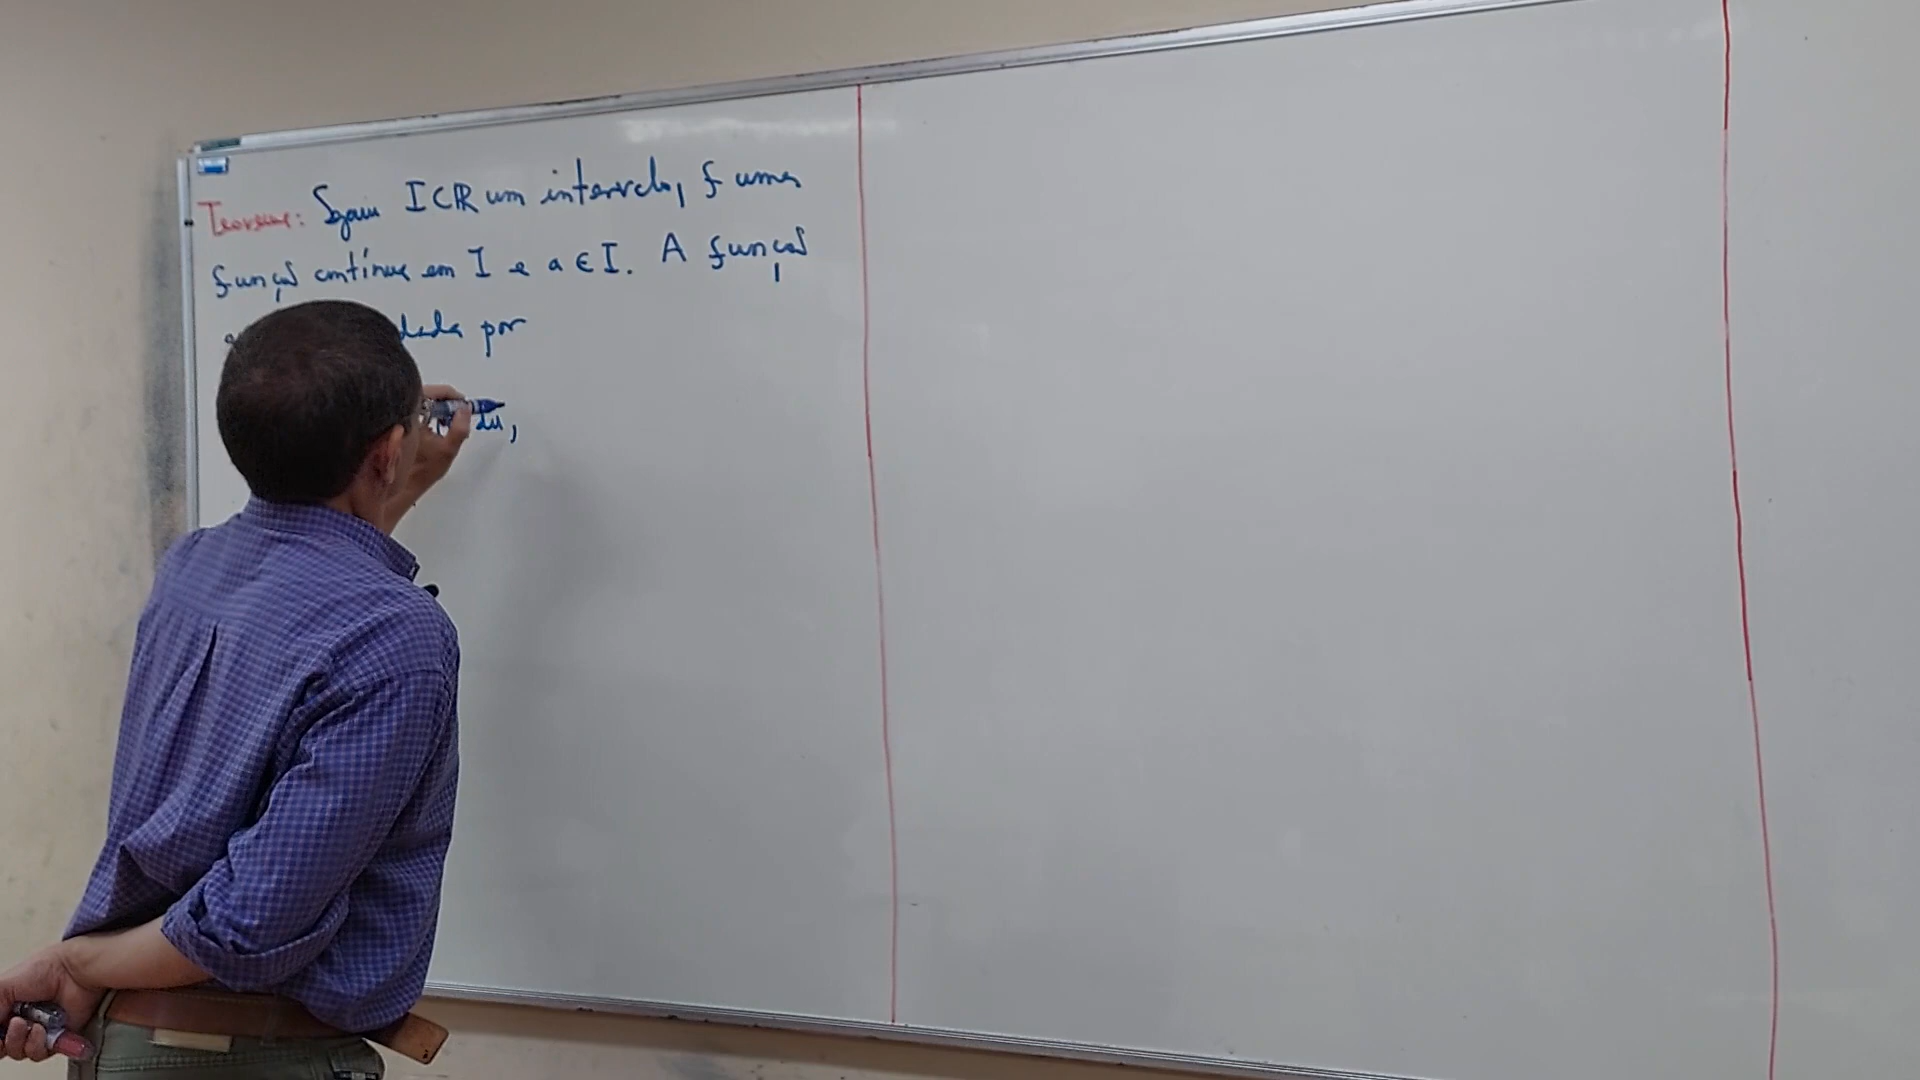 Teorema: Sejam I⊂ℝ um intervalo, f uma
função contínua em I e a ∈ I. A função
dada por
du,